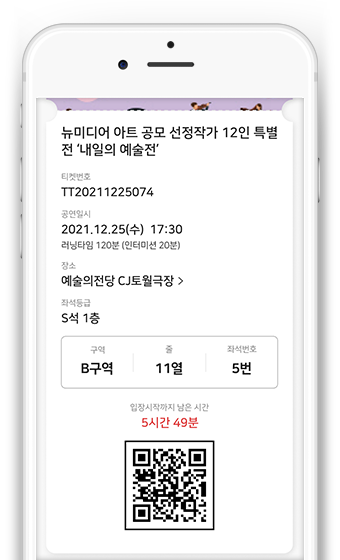 뉴미디어 아트 공모 선정작가 12인 특별
전 ‘내일의 예술전’
티켓번호
TT20211225074
공연일시
2021.12.25(수) 17:30
러닝타임 120분 (인터미션 20분)
장소
예술의전당 CJ토월극장 >
좌석등급
S석 1층
구역 줄 좌석번호
B구역 11열 5번
입장시작까지 남은 시간
5시간 49분